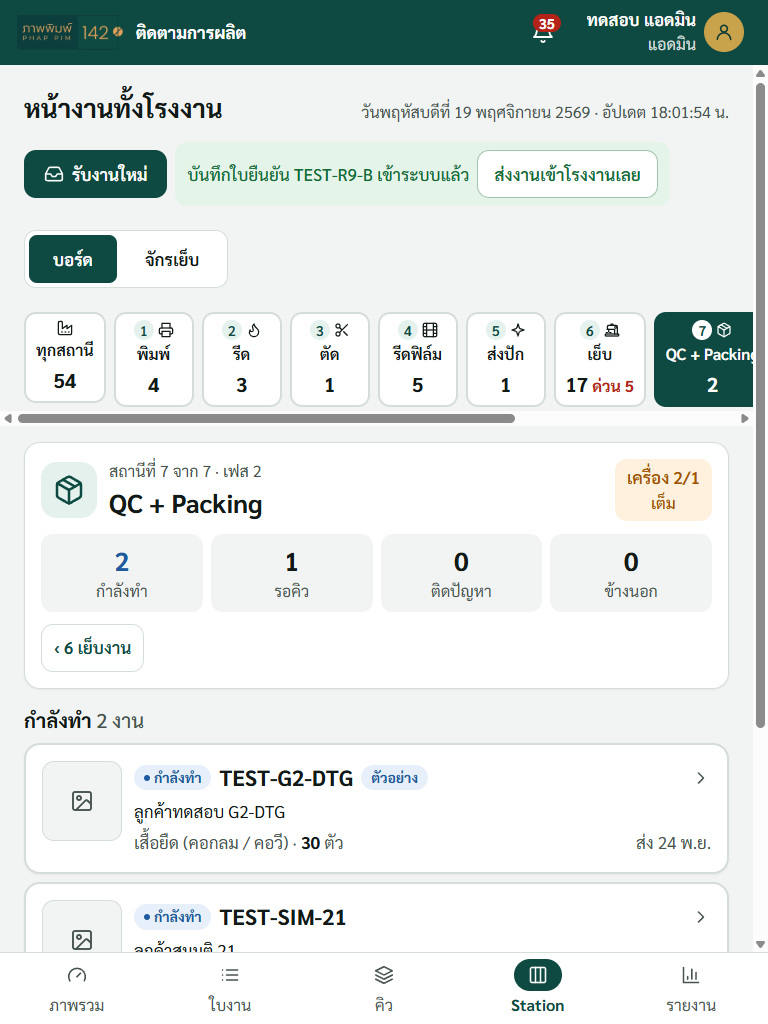 ภาพพิมพ์ PHAP PIM 142 ติดตามการผลิต
35
ทดสอบ แอดมิน
แอดมิน
หน้างานทั้งโรงงาน
วันพฤหัสบดีที่ 19 พฤศจิกายน 2569 · อัปเดต 18:01:54 น.
รับงานใหม่
บันทึกใบยืนยัน TEST-R9-B เข้าระบบแล้ว
ส่งงานเข้าโรงงานเลย
บอร์ด
จักรเย็บ
ทุกสถานี
54
1
พิมพ์
4
2
รีด
3
3
ตัด
1
4
รีดฟิล์ม
5
5
ส่งปัก
1
6
เย็บ
17 ด่วน 5
7
QC + Packing
2
สถานีที่ 7 จาก 7 · เฟส 2
QC + Packing
เครื่อง 2/1
เต็ม
2
กำลังทำ
1
รอคิว
0
ติดปัญหา
0
ข้างนอก
‹ 6 เย็บงาน
กำลังทำ 2 งาน
• กำลังทำ TEST-G2-DTG ตัวอย่าง
ลูกค้าทดสอบ G2-DTG
เสื้อยืด (คอกลม / คอวี) · 30 ตัว
ส่ง 24 พ.ย.
• กำลังทำ TEST-SIM-21
ลูกค้าสมมติ 21
ภาพรวม
ใบงาน
คิว
Station
รายงาน